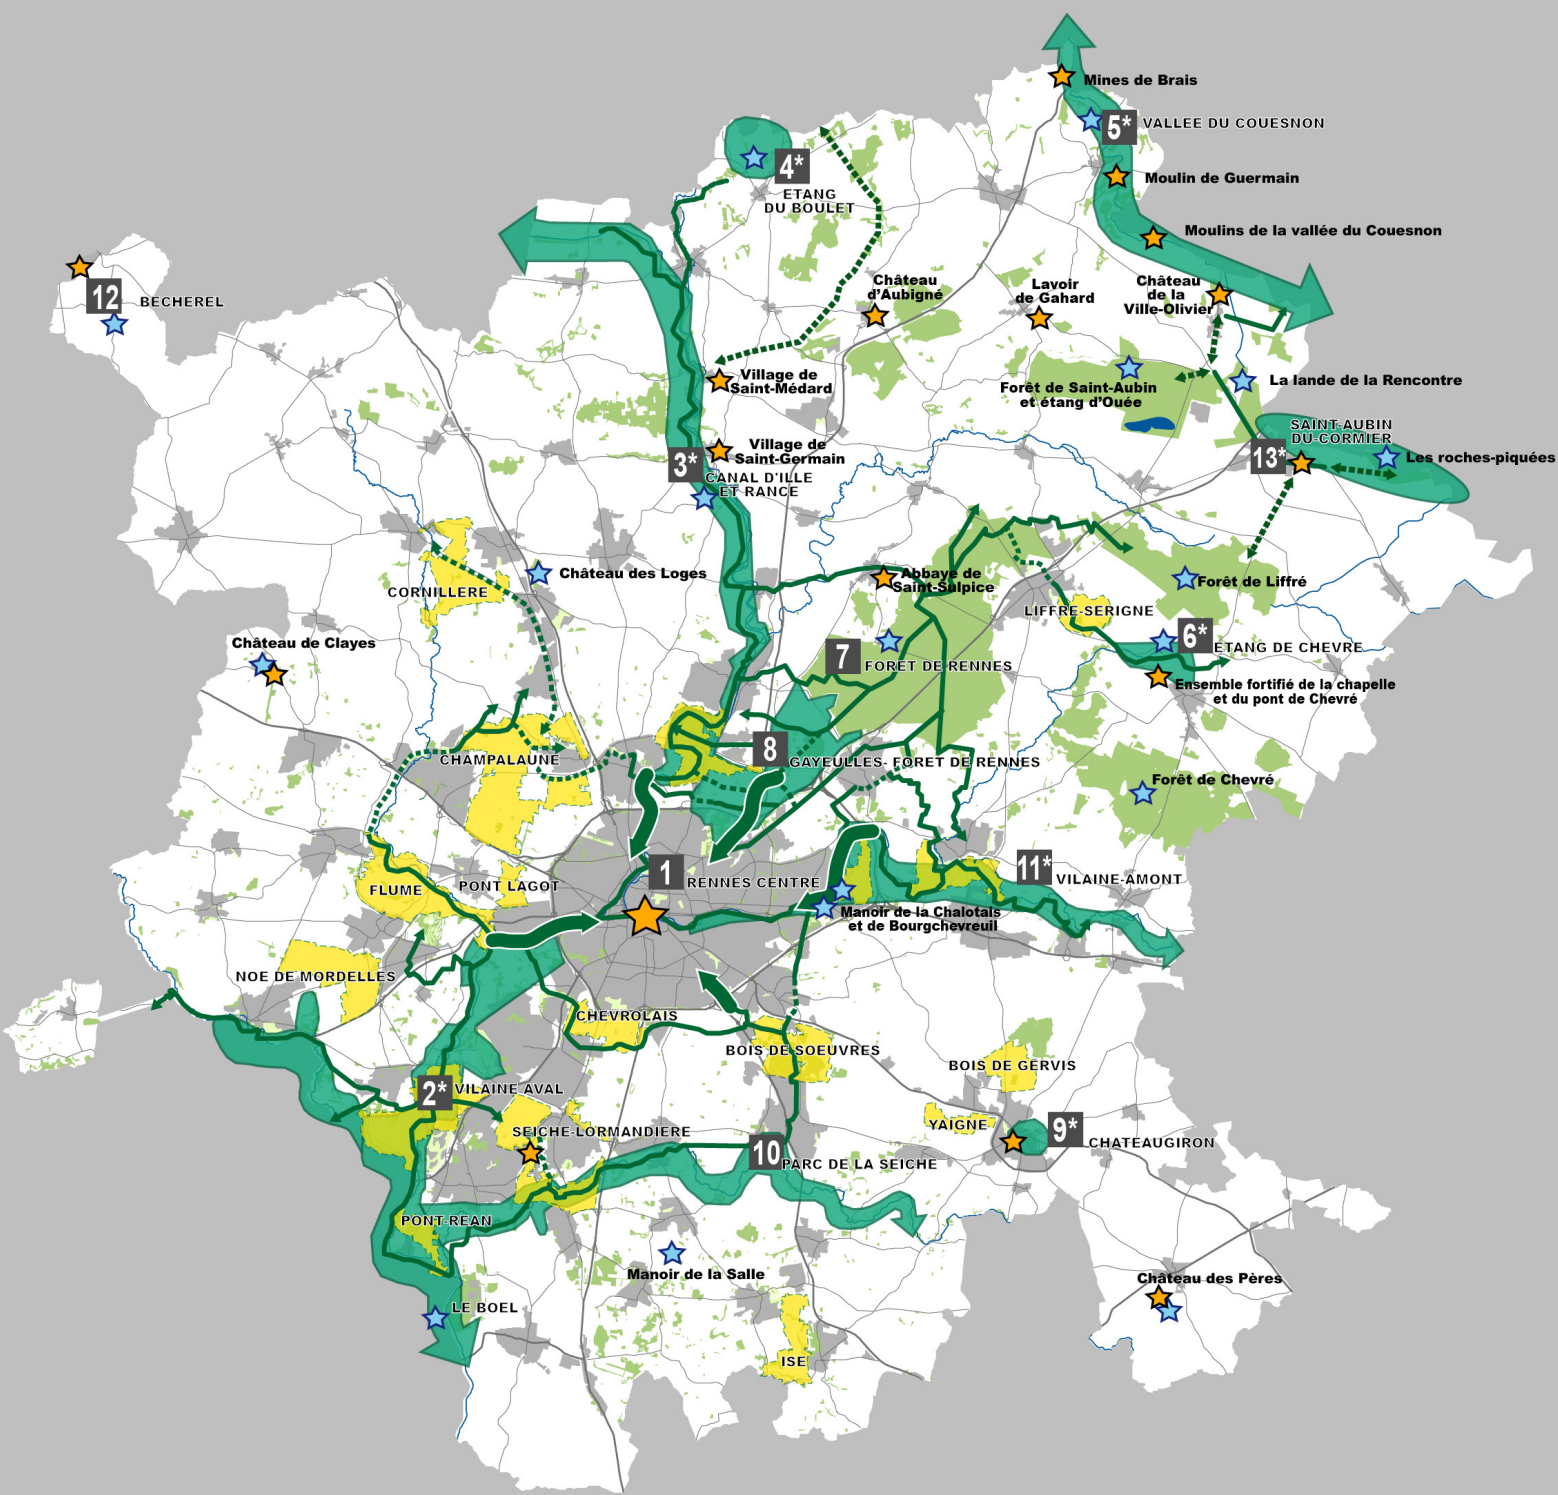 Mines de Brais
5*
VALLEE DU COUESNON
4*
ETANG
DU BOULET
Moulin de Guermain
Moulins de la vallée du Couesnon
12
BECHEREL
Château
d'Aubigné
Lavoir
de Gahard
Château
de la
Ville-Olivier
Village de
Saint-Médard
Forêt de Saint-Aubin
et étang d'Ouée
La lande de la Rencontre
SAINT-AUBIN
DU-CORMIER
13*
Les roches-piquées
Village de
Saint-Germain
3*
CANAL D'ILLE
ET RANCE
Château des Loges
CORNILLERE
Abbaye de
Saint-Sulpice
Forêt de Liffré
LIFFRE-SERIGNE
Château de Clayes
7
FORET DE RENNES
6*
ETANG DE CHEVRE
Ensemble fortifié de la chapelle
et du pont de Chevré
CHAMPALAUNE
8
GAYEULLES- FORET DE RENNES
Forêt de Chevré
FLUME
PONT LAGOT
1
RENNES CENTRE
11*
VILAINE-AMONT
Manoir de la Chalotais
et de Bourgchevreuil
NOE DE MORDELLES
CHEVROLAIS
BOIS DE SOEUVRES
BOIS DE GERVIS
2*
VILAINE AVAL
YAIGNE
9*
CHATEAUGIRON
SEICHE-LORMANDIERE
10
PARC DE LA SEICHE
PONT-REAN
Manoir de la Salle
Château des Pères
LE BOEL
ISE